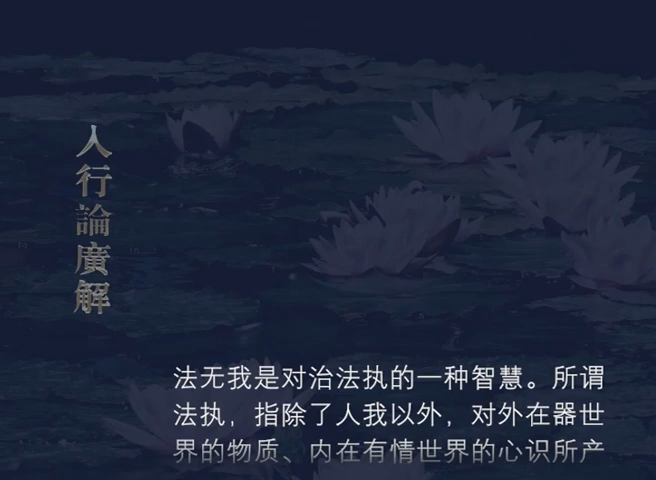 入行論廣解
法无我是对治法执的一种智慧。所谓
法执，指除了人我以外，对外在器世
界的物质、内在有情世界的心识所产